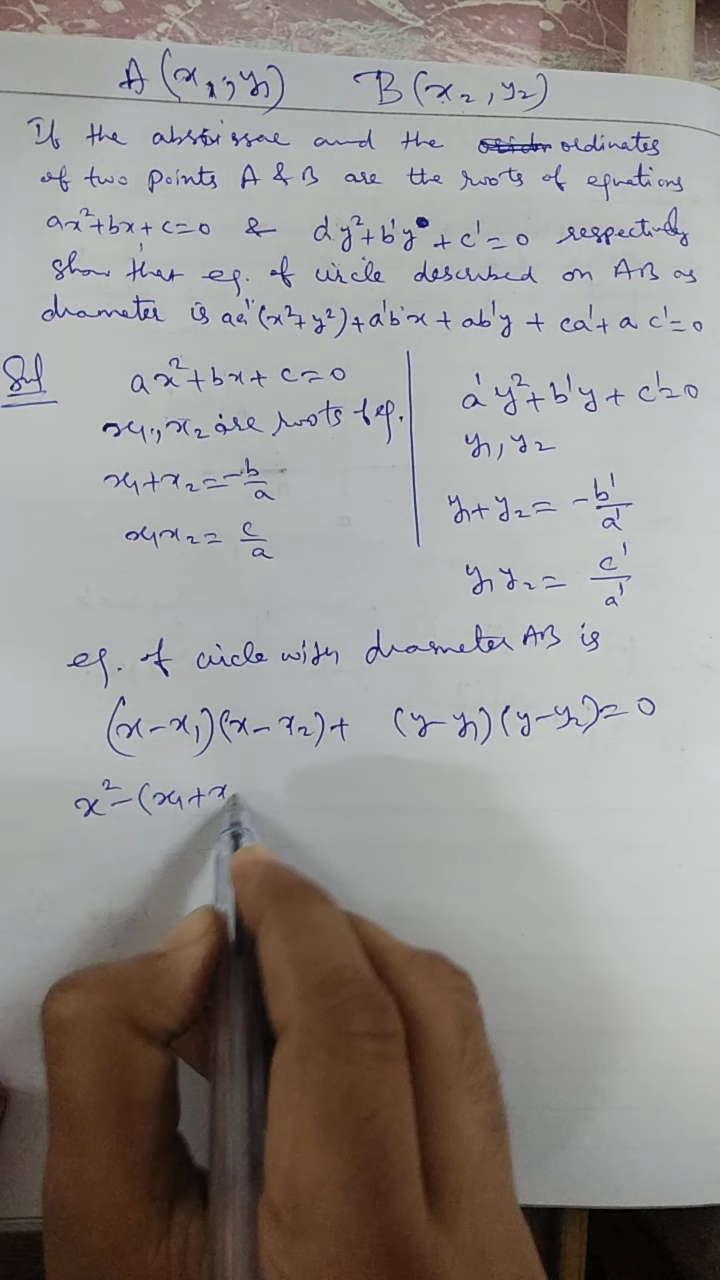 A (x₁, y₁) B (x₂, y₂)
If the abscissae and the ordinates
of two points A & B are the roots of equations
ax²+bx+c=0 & a'y²+b'y+c'=0 respectively
show that eq. of circle described on AB as
diameter is aa'(x²+y²)+a'b'x+ab'y+ca'+ac'=0
Sol
ax²+bx+c=0
x₁, x₂ are roots of eq.
x₁+x₂=-b/a
x₁x₂=c/a
a'y²+b'y+c'=0
y₁, y₂
y₁+y₂=-b'/a'
y₁y₂=c'/a'
eq. of circle with diameter AB is
(x-x₁)(x-x₂)+ (y-y₁)(y-y₂)=0
x²-(x₁+x